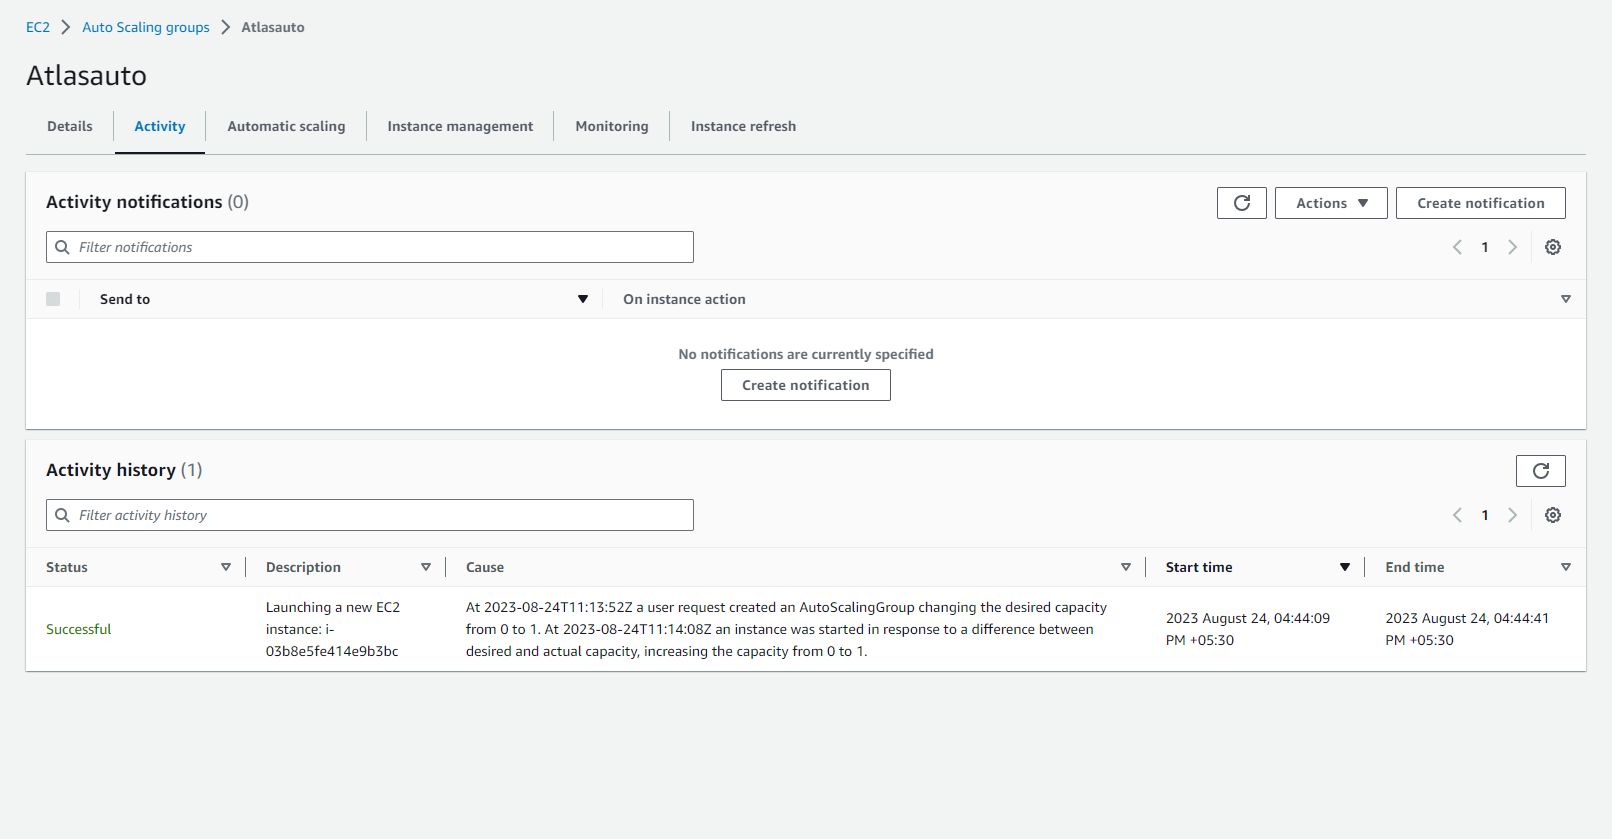 EC2 > Auto Scaling groups > Atlasauto
Atlasauto
Details
Activity
Automatic scaling
Instance management
Monitoring
Instance refresh
Activity notifications (0)
Actions
Create notification
Filter notifications
1
Send to
On instance action
No notifications are currently specified
Create notification
Activity history (1)
Filter activity history
1
Status
Description
Cause
Start time
End time
Successful
Launching a new EC2
instance: i-
03b8e5fe414e9b3bc
At 2023-08-24T11:13:52Z a user request created an AutoScalingGroup changing the desired capacity
from 0 to 1. At 2023-08-24T11:14:08Z an instance was started in response to a difference between
desired and actual capacity, increasing the capacity from 0 to 1.
2023 August 24, 04:44:09
PM +05:30
2023 August 24, 04:44:41
PM +05:30